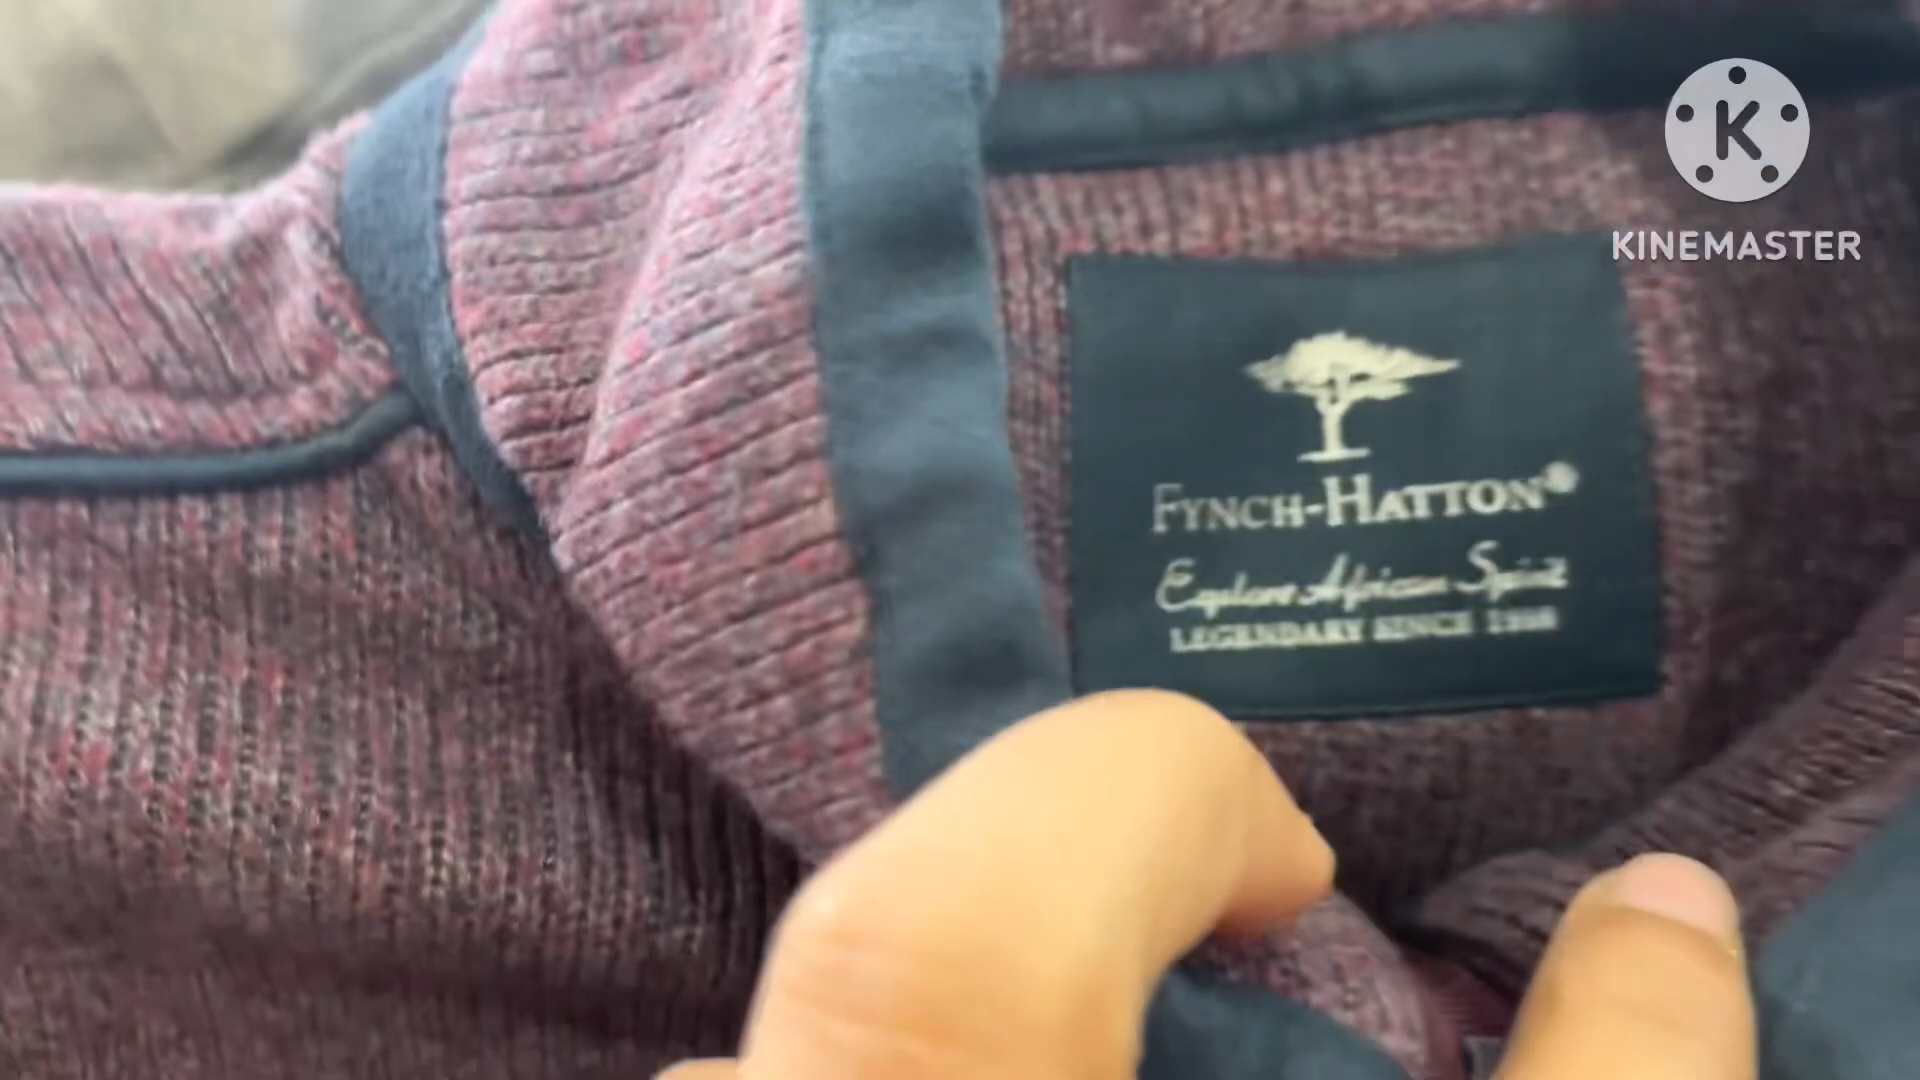 K
KINEMASTER
FYNCH-HATTON®
Explore African Spirit
LEGENDARY SINCE